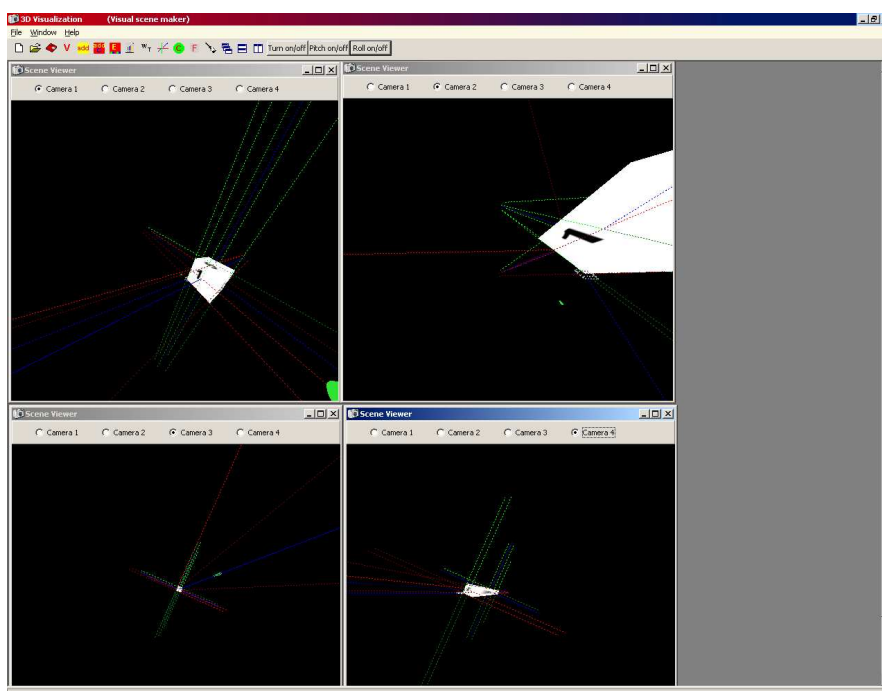 3D Visualization (Visual scene maker)
File Window Help
V add E W T C F Turn on/off Pitch on/off Roll on/off
Scene Viewer
Camera 1 Camera 2 Camera 3 Camera 4
Scene Viewer
Camera 1 Camera 2 Camera 3 Camera 4
1
Scene Viewer
Camera 1 Camera 2 Camera 3 Camera 4
Scene Viewer
Camera 1 Camera 2 Camera 3 Camera 4